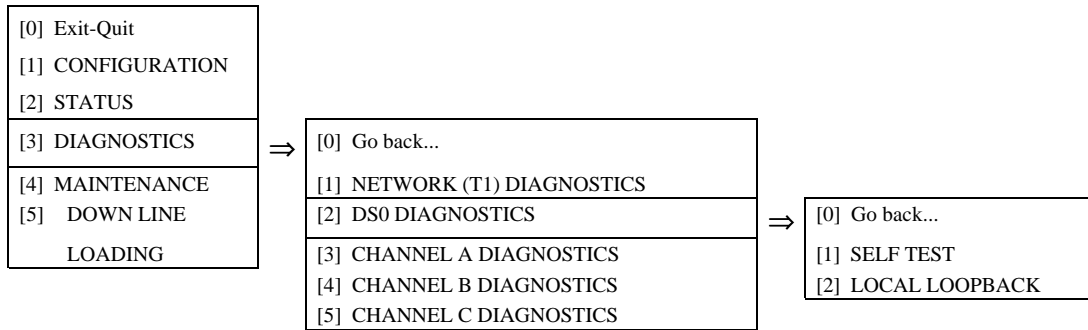 [0] Exit-Quit
[1] CONFIGURATION
[2] STATUS
[3] DIAGNOSTICS
[4] MAINTENANCE
[5] DOWN LINE
LOADING
⇒
[0] Go back...
[1] NETWORK (T1) DIAGNOSTICS
[2] DS0 DIAGNOSTICS
[3] CHANNEL A DIAGNOSTICS
[4] CHANNEL B DIAGNOSTICS
[5] CHANNEL C DIAGNOSTICS
⇒
[0] Go back...
[1] SELF TEST
[2] LOCAL LOOPBACK